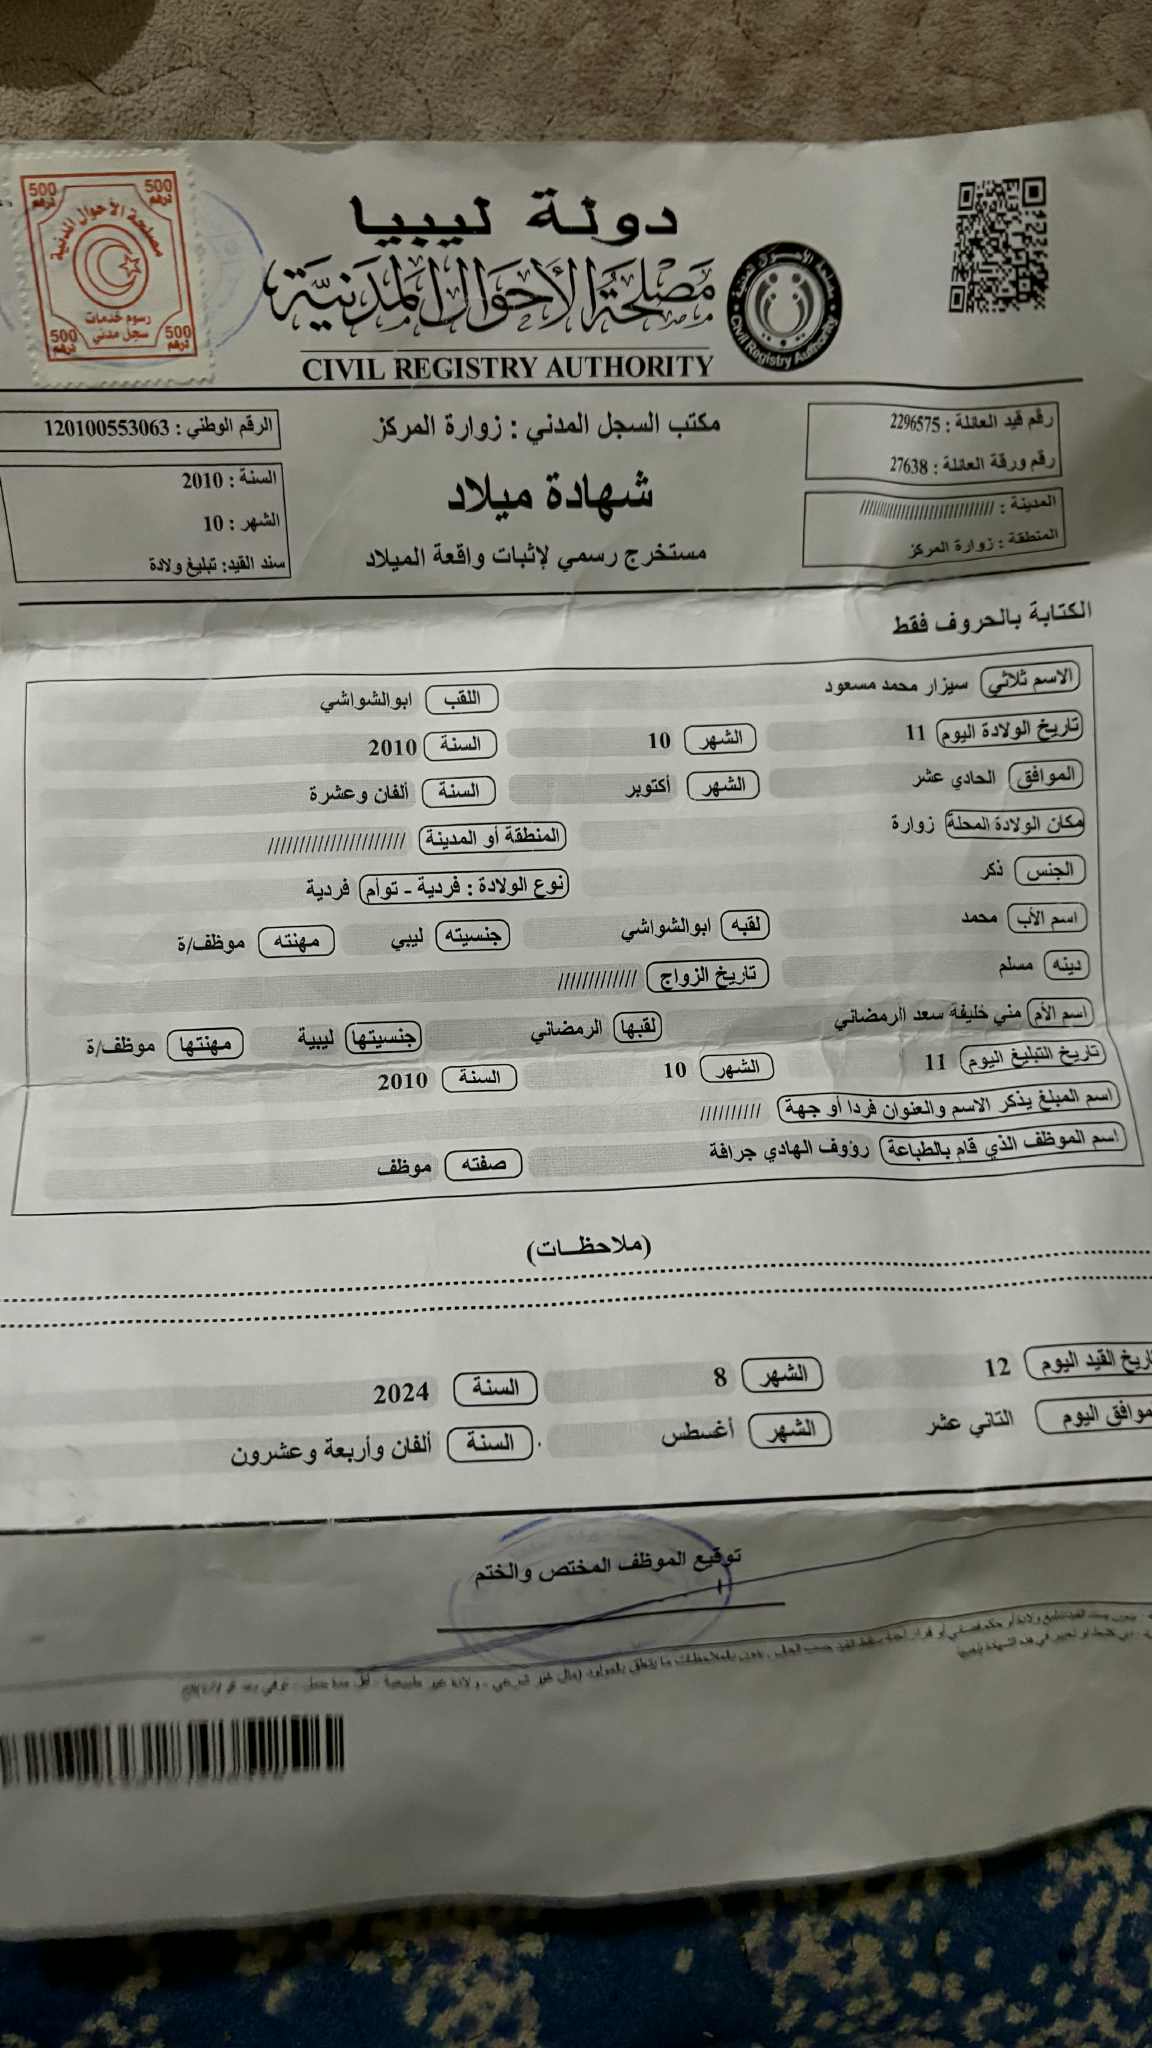 500 درهم 500 درهم
مصلحة الأحوال المدنية
رسوم خدمات
سجل مدني
500 درهم 500 درهم
دولة ليبيا
مصلحة الأحوال المدنية
CIVIL REGISTRY AUTHORITY
مصلحة الأحوال المدنية
Civil Registry Authority
رقم قيد العائلة : 2296575
رقم ورقة العائلة : 27638
المدينة : ////////////////////////////
المنطقة : زوارة المركز
مكتب السجل المدني : زوارة المركز
شهادة ميلاد
مستخرج رسمي لإثبات واقعة الميلاد
الرقم الوطني : 120100553063
السنة : 2010
الشهر : 10
سند القيد: تبليغ ولادة
الكتابة بالحروف فقط
الاسم ثلاثي سيزار محمد مسعود اللقب ابوالشواشي
تاريخ الولادة اليوم 11 الشهر 10 السنة 2010
الموافق الحادي عشر الشهر أكتوبر السنة ألفان وعشرة
مكان الولادة المحلة زوارة المنطقة أو المدينة //////////////////////
الجنس ذكر نوع الولادة : فردية - توأم فردية
اسم الأب محمد لقبه ابوالشواشي جنسيته ليبي مهنته موظف/ة
دينه مسلم تاريخ الزواج /////////////
اسم الأم مني خليفة سعد الرمضاني لقبها الرمضاني جنسيتها ليبية مهنتها موظف/ة
تاريخ التبليغ اليوم 11 الشهر 10 السنة 2010
اسم المبلغ يذكر الاسم والعنوان فردا أو جهة //////////
اسم الموظف الذي قام بالطباعة رؤوف الهادي جرافة صفته موظف
(ملاحظـــات)
تاريخ القيد اليوم 12 الشهر 8 السنة 2024
موافق اليوم التاني عشر الشهر أغسطس السنة ألفان وأربعة وعشرون
توقيع الموظف المختص والختم